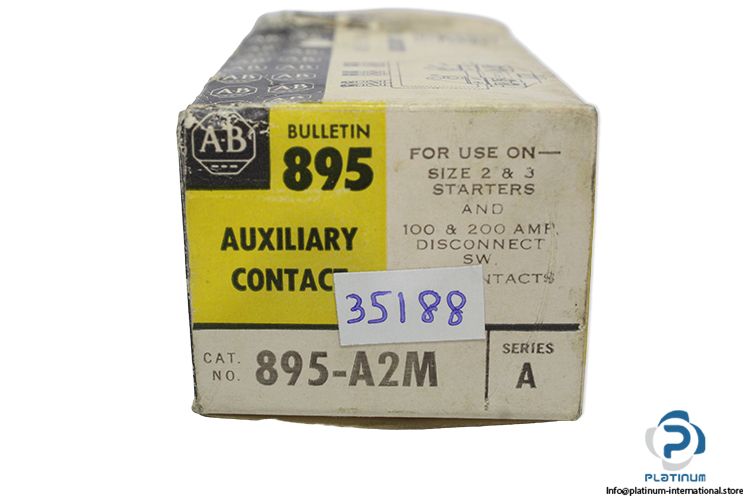 A-B
BULLETIN
895
AUXILIARY
CONTACT
FOR USE ON—
SIZE 2 & 3
STARTERS
AND
100 & 200 AMP.
DISCONNECT
SW.
NTACTS
35188
CAT.
NO. 895-A2M
SERIES
A
PLATINUM
Info@platinum-international.store